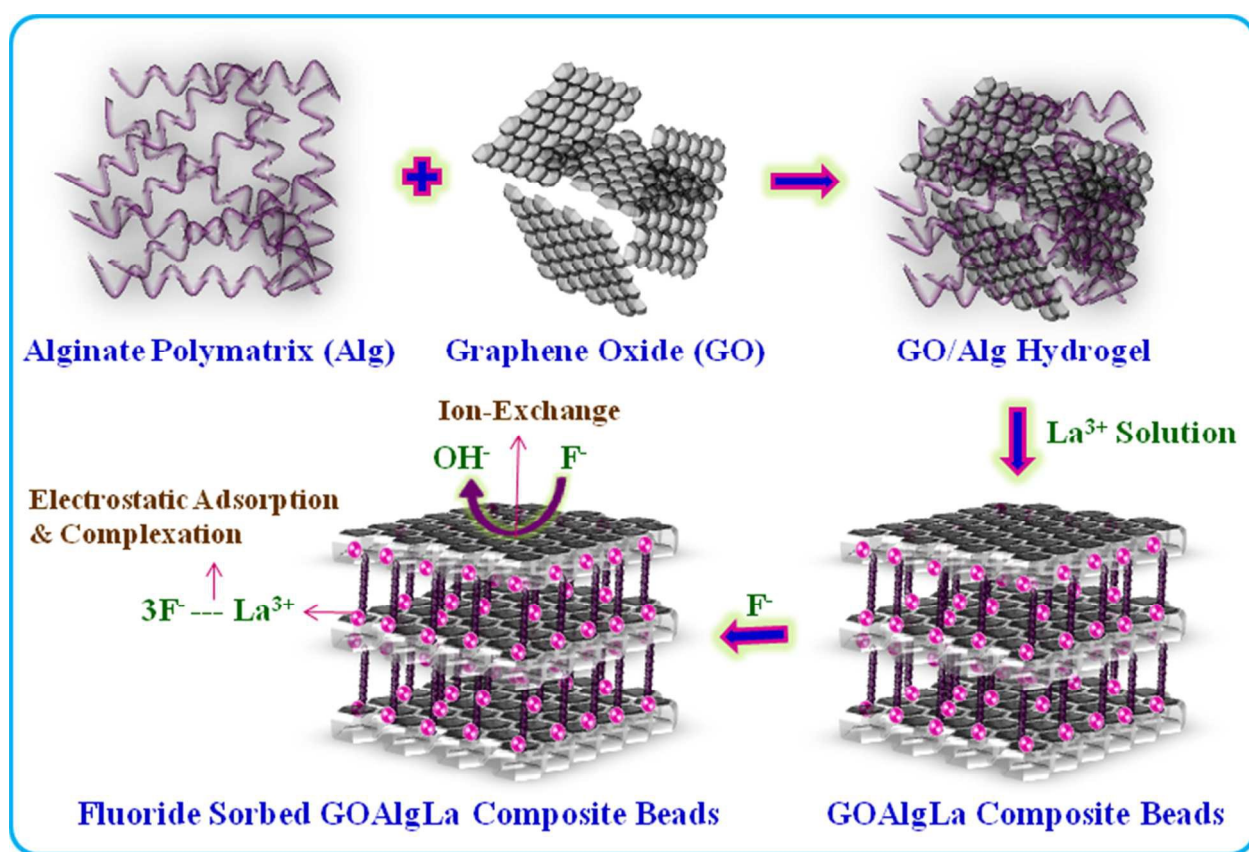 Alginate Polymatrix (Alg)
Graphene Oxide (GO)
GO/Alg Hydrogel
La³⁺ Solution
Ion-Exchange
OH⁻
F⁻
Electrostatic Adsorption
& Complexation
3F⁻ --- La³⁺
F⁻
Fluoride Sorbed GOAlgLa Composite Beads
GOAlgLa Composite Beads